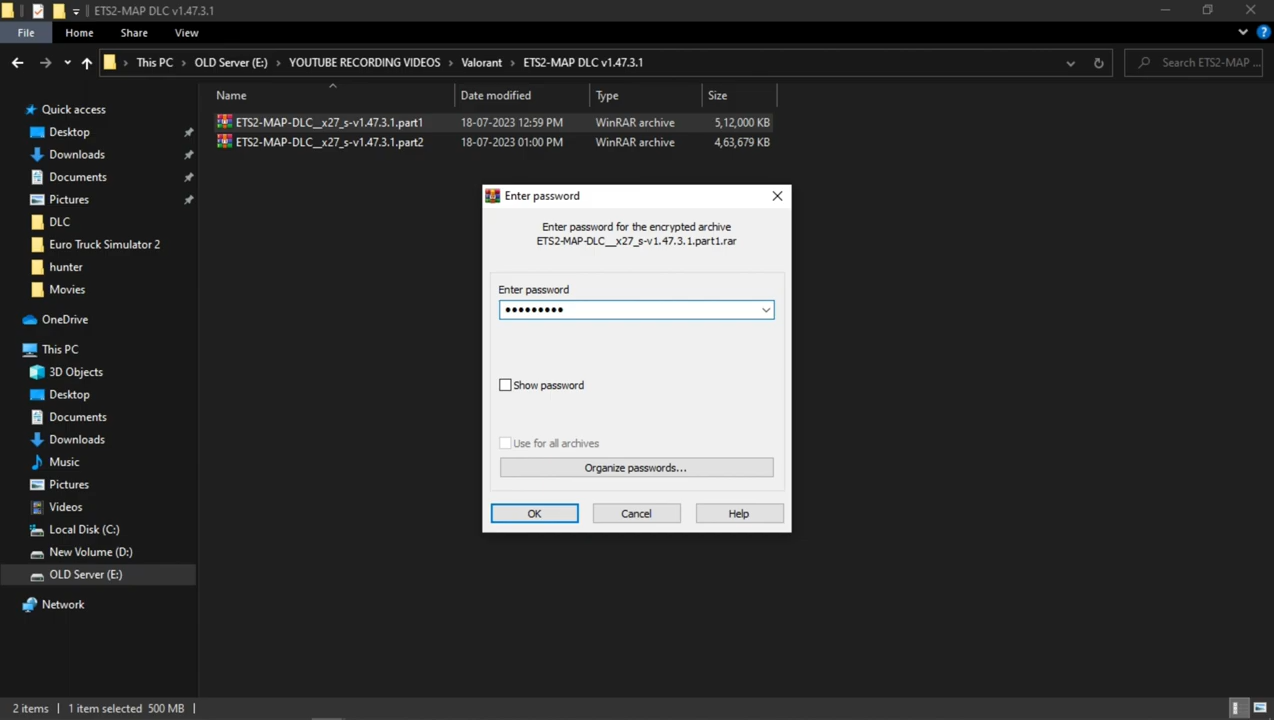 ETS2-MAP DLC v1.47.3.1
File Home Share View
This PC OLD Server (E:) YOUTUBE RECORDING VIDEOS Valorant ETS2-MAP DLC v1.47.3.1 Search ETS2-MAP ...
Name Date modified Type Size
ETS2-MAP-DLC__x27_s-v1.47.3.1.part1 18-07-2023 12:59 PM WinRAR archive 5,12,000 KB
ETS2-MAP-DLC__x27_s-v1.47.3.1.part2 18-07-2023 01:00 PM WinRAR archive 4,63,679 KB
Quick access
Desktop
Downloads
Documents
Pictures
DLC
Euro Truck Simulator 2
hunter
Movies
OneDrive
This PC
3D Objects
Desktop
Documents
Downloads
Music
Pictures
Videos
Local Disk (C:)
New Volume (D:)
OLD Server (E:)
Network
Enter password
Enter password for the encrypted archive
ETS2-MAP-DLC__x27_s-v1.47.3.1.part1.rar
Enter password
•••••••••
Show password
Use for all archives
Organize passwords...
OK Cancel Help
2 items 1 item selected 500 MB